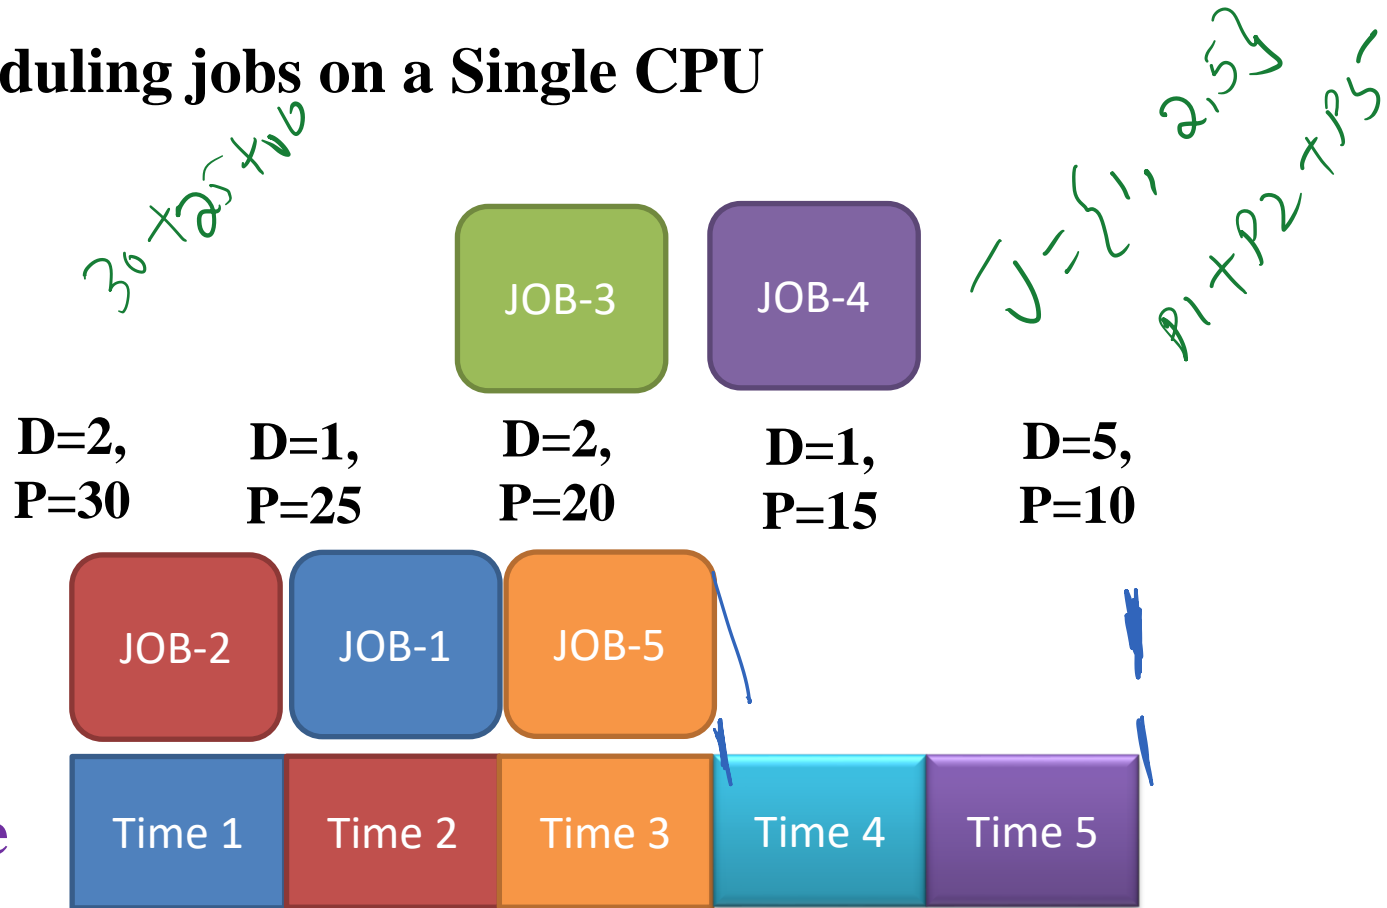 duling jobs on a Single CPU
30+25+10
J={1, 2,5}
P1+P2+P5
JOB-3
JOB-4
D=2,
P=30
D=1,
P=25
D=2,
P=20
D=1,
P=15
D=5,
P=10
JOB-2
JOB-1
JOB-5
e
Time 1
Time 2
Time 3
Time 4
Time 5